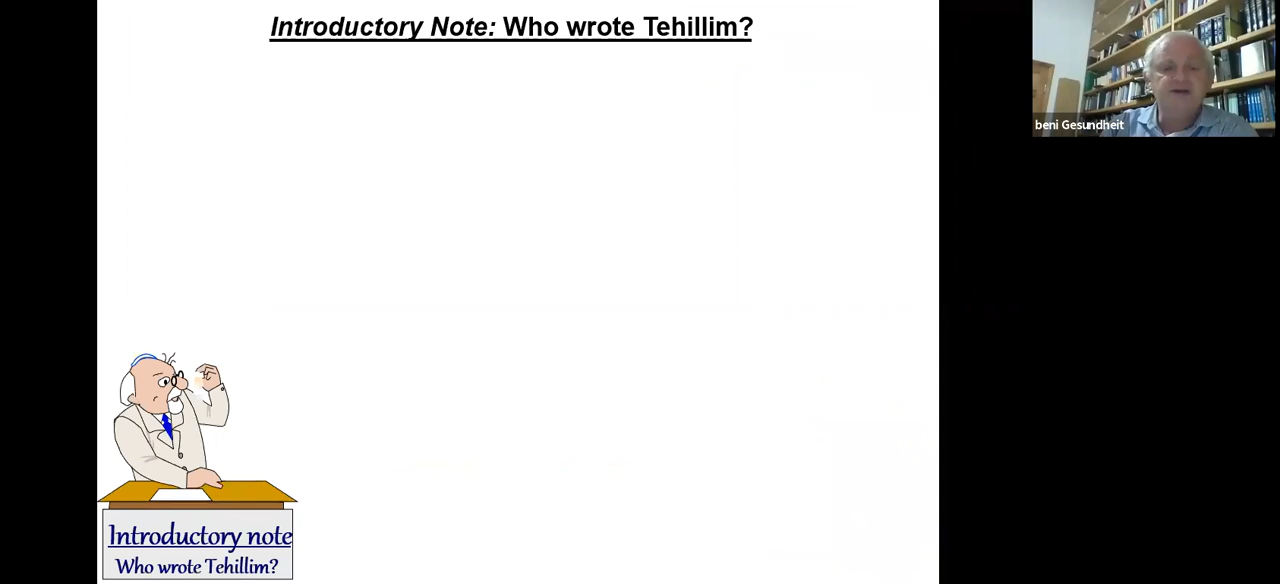 Introductory Note: Who wrote Tehillim?
beni Gesundheit
Introductory note
Who wrote Tehillim?